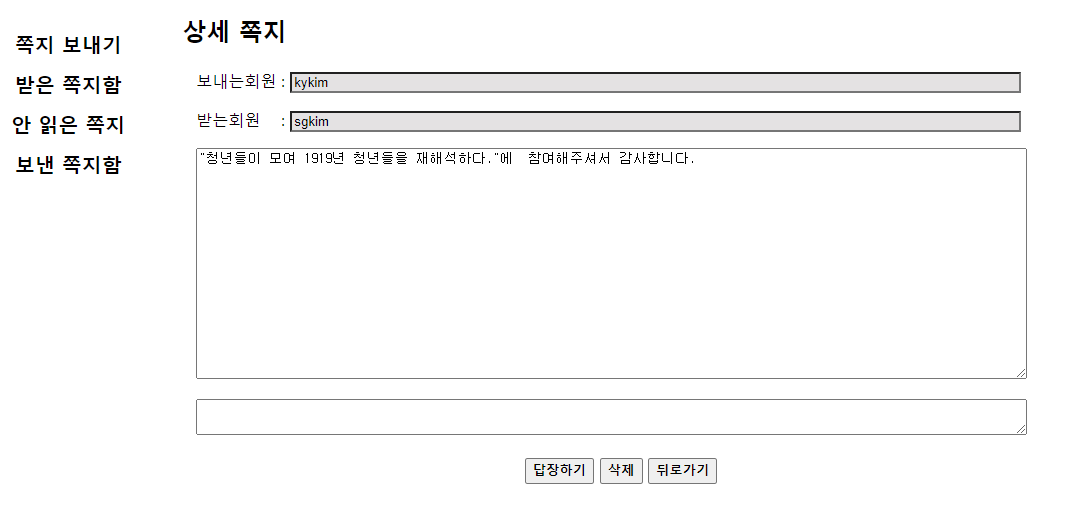 쪽지 보내기
받은 쪽지함
안 읽은 쪽지
보낸 쪽지함
상세 쪽지
보내는회원 : kykim
받는회원 : sgkim
"청년들이 모여 1919년 청년들을 재해석하다."에  참여해주셔서 감사합니다.
답장하기 삭제 뒤로가기